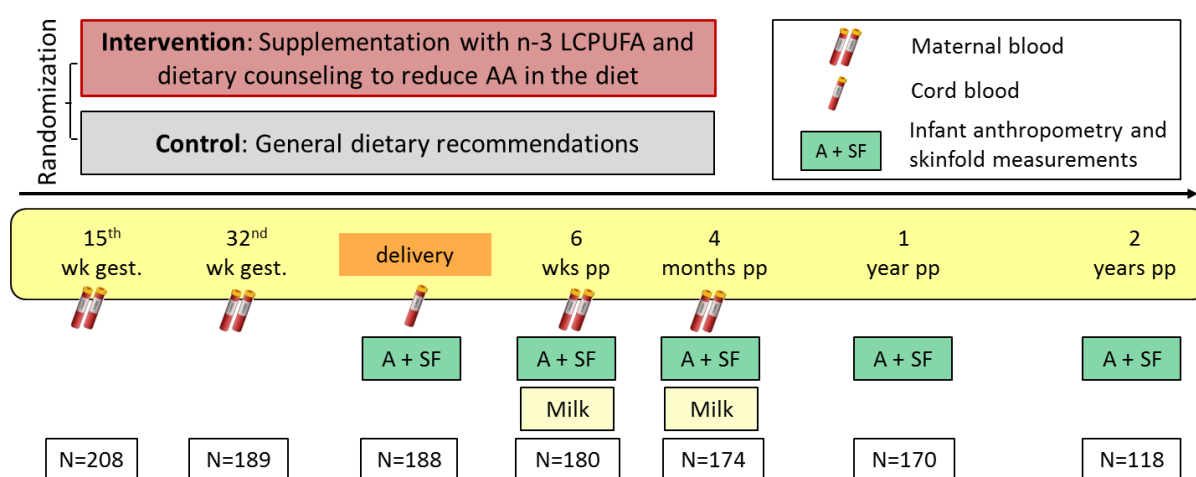 Randomization
Intervention: Supplementation with n-3 LCPUFA and
dietary counseling to reduce AA in the diet
Control: General dietary recommendations
Maternal blood
Cord blood
A + SF
Infant anthropometry and
skinfold measurements
15th
wk gest.
32nd
wk gest.
delivery
6
wks pp
4
months pp
1
year pp
2
years pp
A + SF
A + SF
A + SF
A + SF
A + SF
Milk
Milk
N=208
N=189
N=188
N=180
N=174
N=170
N=118